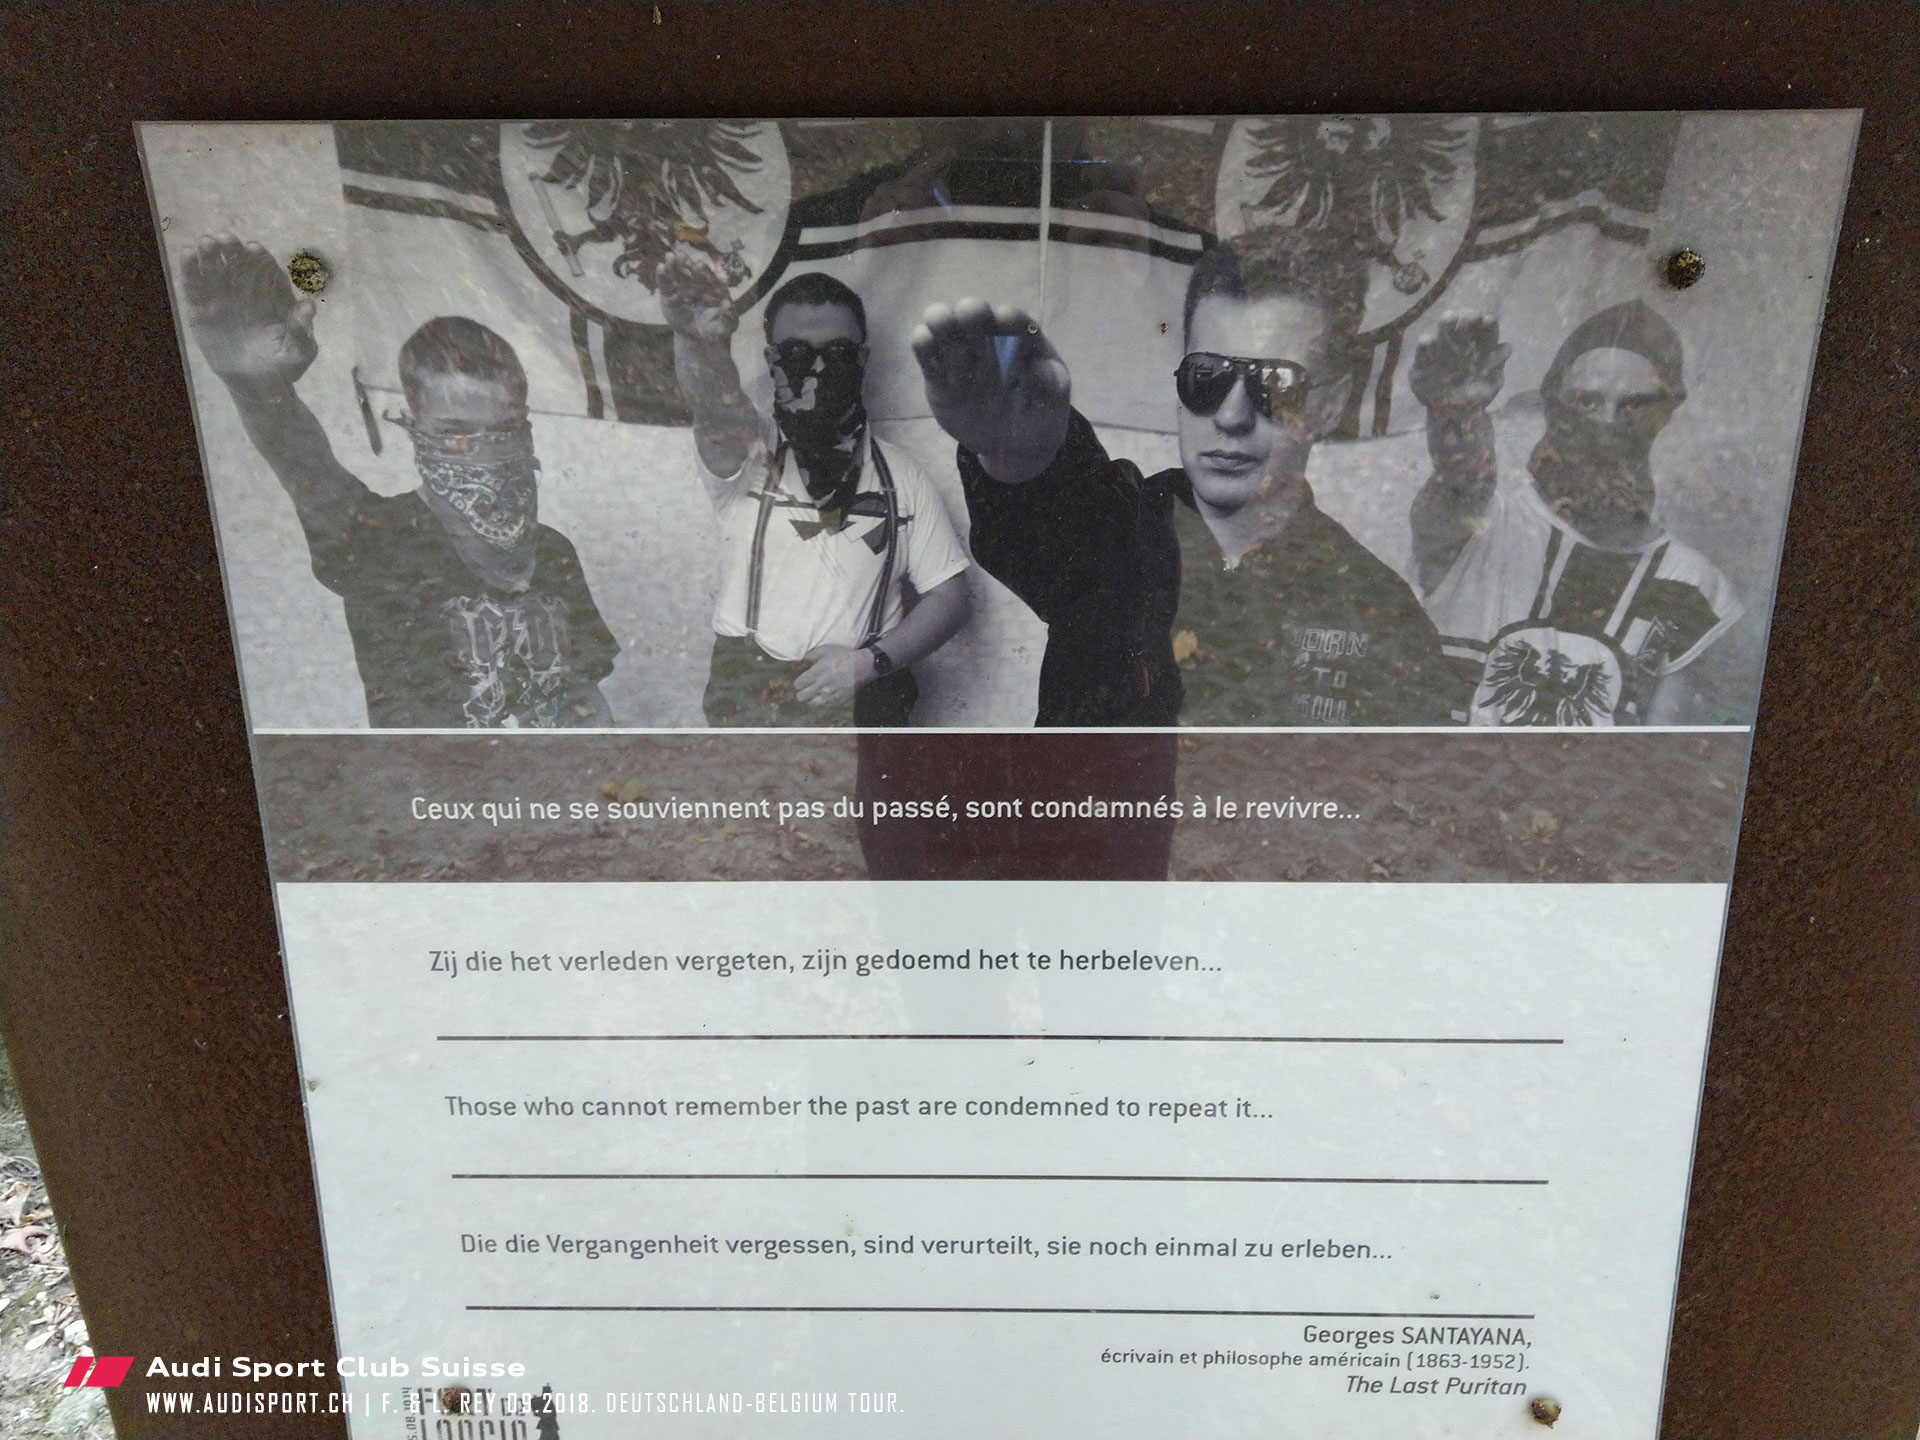 BORN
TO
KILL
Ceux qui ne se souviennent pas du passé, sont condamnés à le revivre...
Zij die het verleden vergeten, zijn gedoemd het te herbeleven...
Those who cannot remember the past are condemned to repeat it...
Die die Vergangenheit vergessen, sind verurteilt, sie noch einmal zu erleben...
Georges SANTAYANA,
écrivain et philosophe américain (1863-1952).
The Last Puritan
Audi Sport Club Suisse
WWW.AUDISPORT.CH | F. & L. REY 09.2018. DEUTSCHLAND-BELGIUM TOUR.